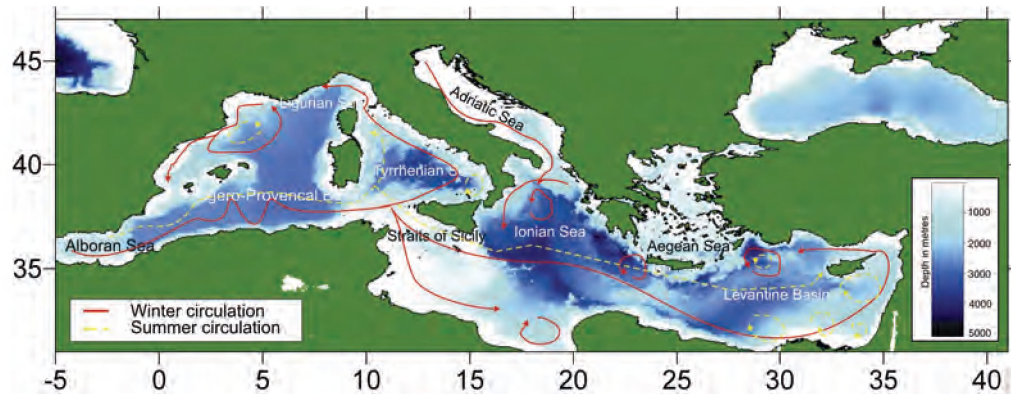 45
40
35
-5 0 5 10 15 20 25 30 35 40
Ligurian S
Adriatic Sea
Tyrrhenian S
gero-Provencal B
Alboran Sea
Straits of Sicily
Ionian Sea
Aegean Sea
Levantine Basin
Winter circulation
Summer circulation
Depth in metres
1000
2000
3000
4000
5000